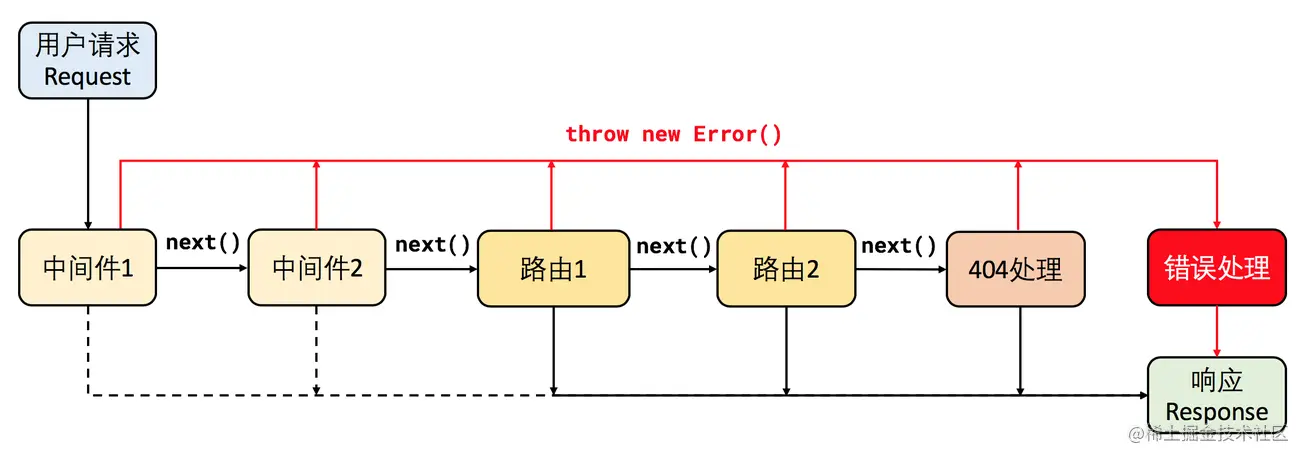 用户请求
Request
throw new Error()
中间件1
next()
中间件2
next()
路由1
next()
路由2
next()
404处理
错误处理
响应
Response
@稀土掘金技术社区